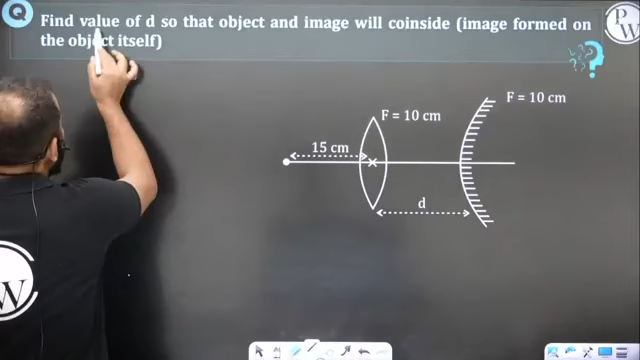 Q Find value of d so that object and image will coinside (image formed on
the object itself)
F = 10 cm
F = 10 cm
15 cm
d
P
W
W